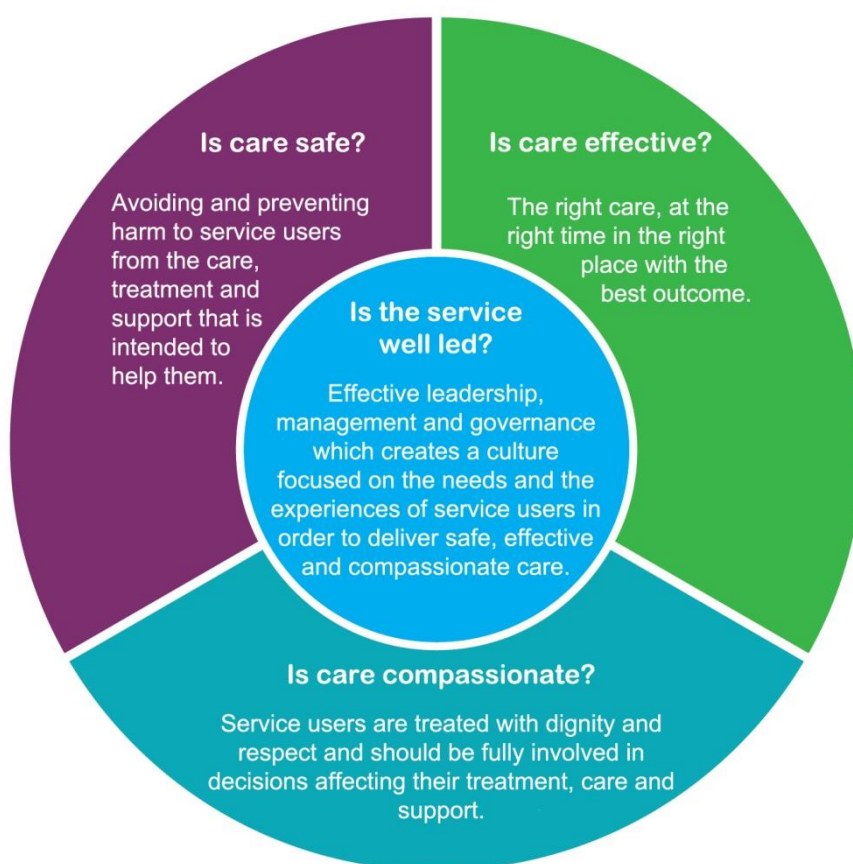 Is care safe?
Avoiding and preventing
harm to service users
from the care,
treatment and
support that is
intended to
help them.
Is care effective?
The right care, at the
right time in the right
place with the
best outcome.
Is the service
well led?
Effective leadership,
management and governance
which creates a culture
focused on the needs and the
experiences of service users in
order to deliver safe, effective
and compassionate care.
Is care compassionate?
Service users are treated with dignity and
respect and should be fully involved in
decisions affecting their treatment, care and
support.